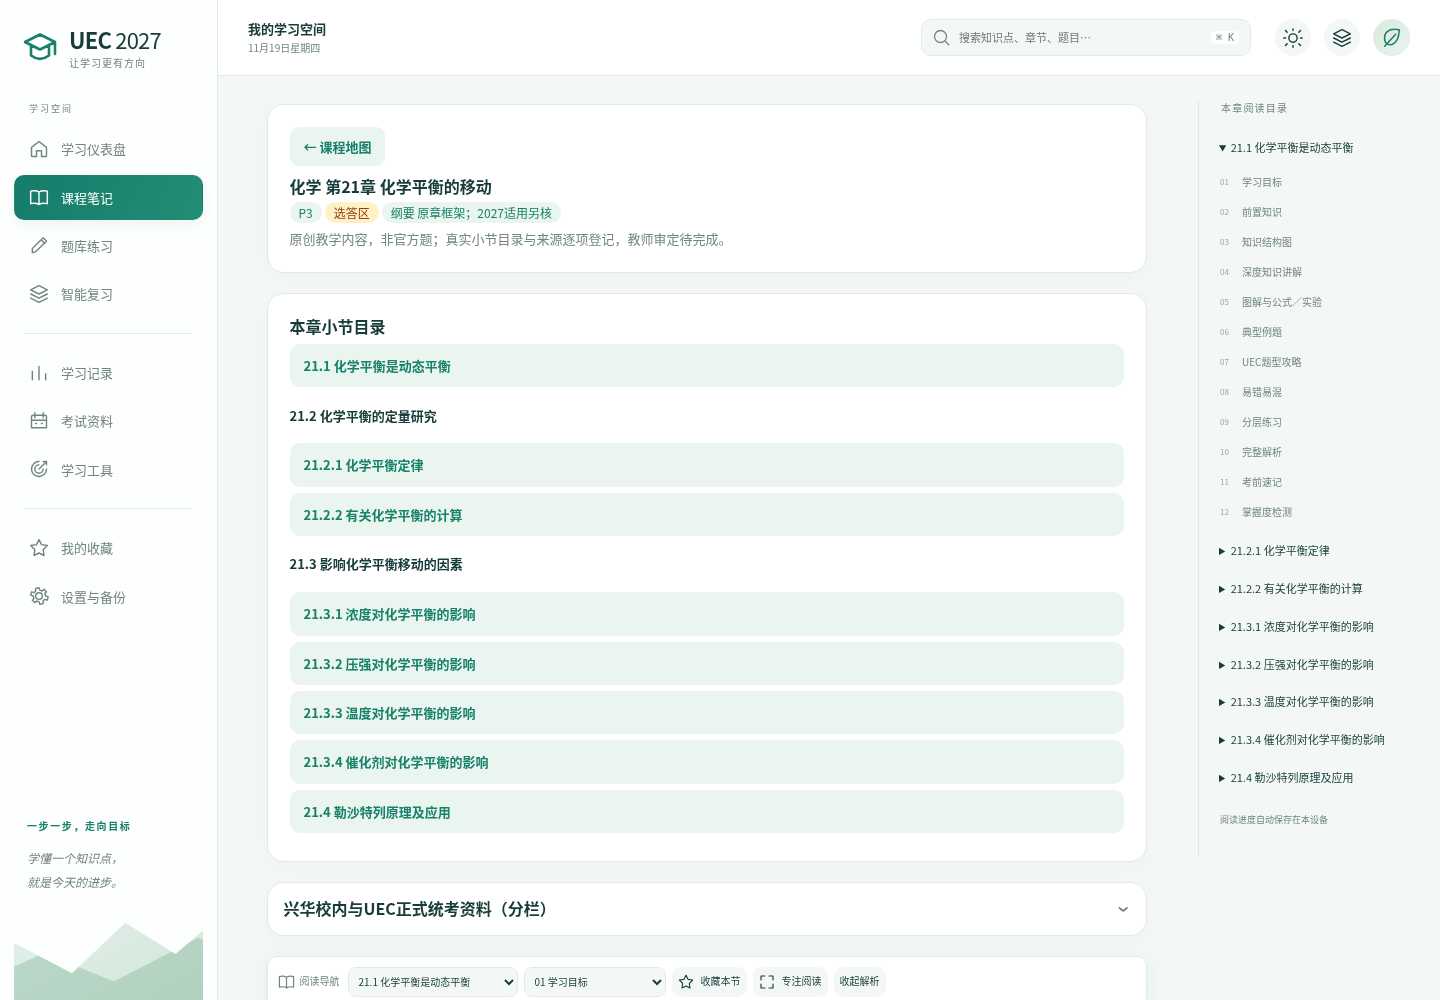 UEC 2027
让学习更有方向
学习空间
学习仪表盘
课程笔记
题库练习
智能复习
学习记录
考试资料
学习工具
我的收藏
设置与备份
一步一步，走向目标
学懂一个知识点，
就是今天的进步。
我的学习空间
11月19日星期四
搜索知识点、章节、题目…
⌘ K
← 课程地图
化学 第21章 化学平衡的移动
P3 选答区 纲要 原章框架；2027适用另核
原创教学内容，非官方题；真实小节目录与来源逐项登记，教师审定待完成。
本章小节目录
21.1 化学平衡是动态平衡
21.2 化学平衡的定量研究
21.2.1 化学平衡定律
21.2.2 有关化学平衡的计算
21.3 影响化学平衡移动的因素
21.3.1 浓度对化学平衡的影响
21.3.2 压强对化学平衡的影响
21.3.3 温度对化学平衡的影响
21.3.4 催化剂对化学平衡的影响
21.4 勒沙特列原理及应用
兴华校内与UEC正式统考资料（分栏）
阅读导航 21.1 化学平衡是动态平衡 01 学习目标 收藏本节 专注阅读 收起解析
本章阅读目录
▼ 21.1 化学平衡是动态平衡
01 学习目标
02 前置知识
03 知识结构图
04 深度知识讲解
05 图解与公式／实验
06 典型例题
07 UEC题型攻略
08 易错易混
09 分层练习
10 完整解析
11 考前速记
12 掌握度检测
▶ 21.2.1 化学平衡定律
▶ 21.2.2 有关化学平衡的计算
▶ 21.3.1 浓度对化学平衡的影响
▶ 21.3.2 压强对化学平衡的影响
▶ 21.3.3 温度对化学平衡的影响
▶ 21.3.4 催化剂对化学平衡的影响
▶ 21.4 勒沙特列原理及应用
阅读进度自动保存在本设备